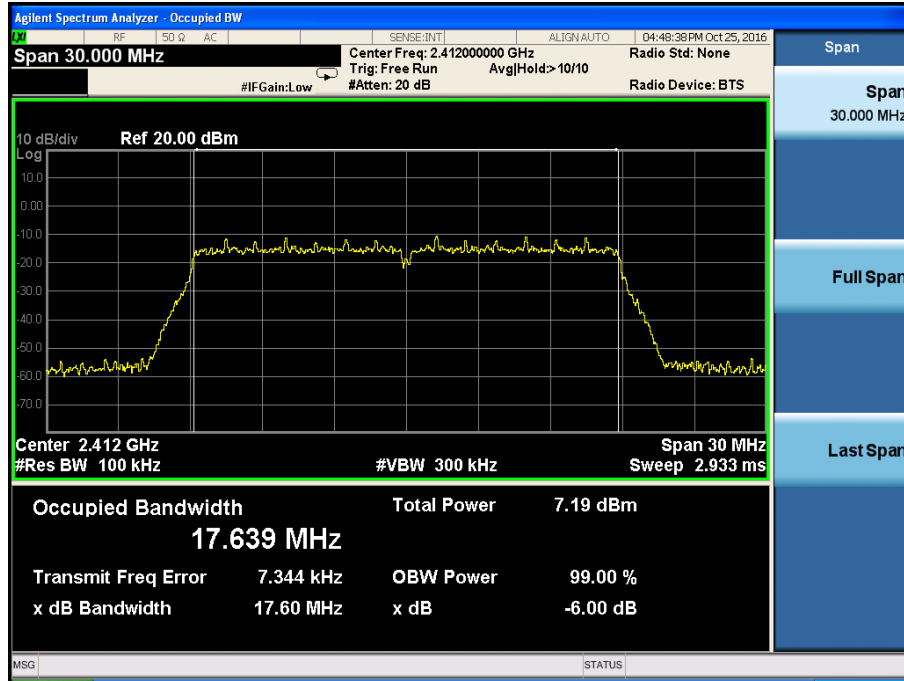 Agilent Spectrum Analyzer - Occupied BW
LXI RF 50 Ω AC SENSE:INT ALIGN AUTO 04:48:38 PM Oct 25, 2016
Span 30.000 MHz
Center Freq: 2.412000000 GHz Radio Std: None
Trig: Free Run Avg|Hold:>10/10
#IFGain:Low #Atten: 20 dB Radio Device: BTS
Span
Span
30.000 MHz
Full Span
Last Span
10 dB/div Ref 20.00 dBm
Log
10.0
0.00
-10.0
-20.0
-30.0
-40.0
-50.0
-60.0
-70.0
Center 2.412 GHz Span 30 MHz
#Res BW 100 kHz #VBW 300 kHz Sweep 2.933 ms
Occupied Bandwidth Total Power 7.19 dBm
17.639 MHz
Transmit Freq Error 7.344 kHz OBW Power 99.00 %
x dB Bandwidth 17.60 MHz x dB -6.00 dB
MSG STATUS